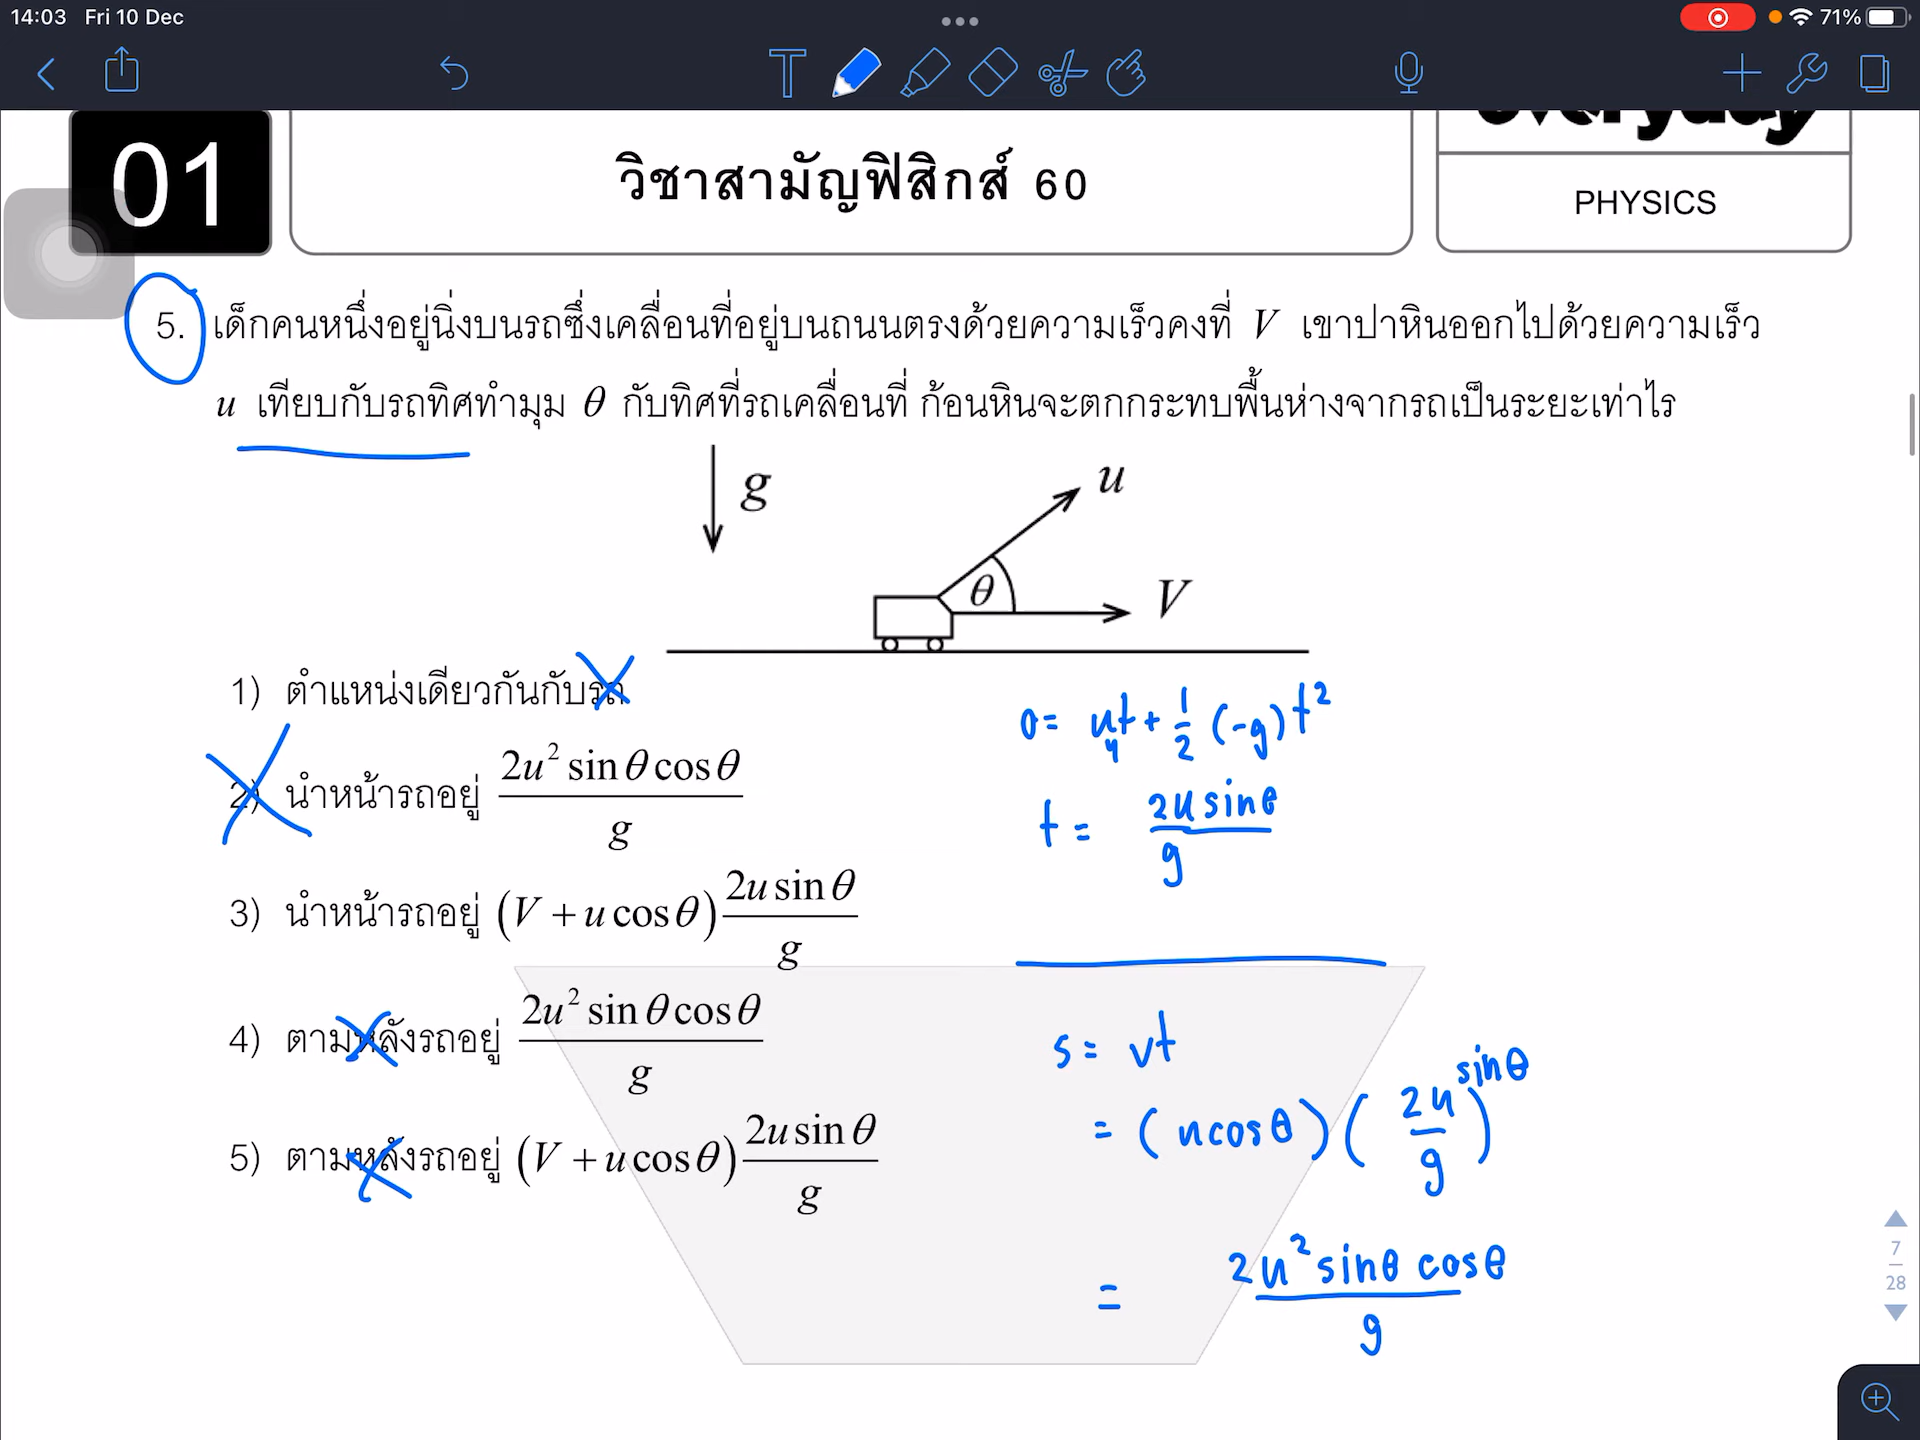 14:03 Fri 10 Dec
71%
01
วิชาสามัญฟิสิกส์ 60
everyday
PHYSICS
5. เด็กคนหนึ่งอยู่นิ่งบนรถซึ่งเคลื่อนที่อยู่บนถนนตรงด้วยความเร็วคงที่ V เขาปาหินออกไปด้วยความเร็ว
u เทียบกับรถทิศทำมุม θ กับทิศที่รถเคลื่อนที่ ก้อนหินจะตกกระทบพื้นห่างจากรถเป็นระยะเท่าไร
g
u
θ
V
1) ตำแหน่งเดียวกันกับรถ
2) นำหน้ารถอยู่ 2u² sin θ cos θ / g
3) นำหน้ารถอยู่ (V + u cos θ) 2u sin θ / g
4) ตามหลังรถอยู่ 2u² sin θ cos θ / g
5) ตามหลังรถอยู่ (V + u cos θ) 2u sin θ / g
0 = u_y t + 1/2 (-g) t²
t = 2u sinθ / g
s = vt
= (u cosθ) (2u sinθ / g)
= 2u² sinθ cosθ / g
7
28